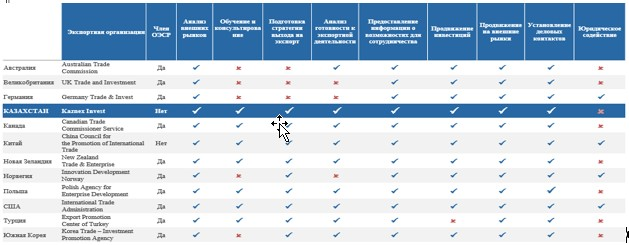 Экспортная организация
Член
ОЭСР
Анализ
внешних
рынков
Обучение и
консультирова
ние
Подготовка
стратегии
выхода на
экспорт
Анализ
готовности к
экспортной
деятельности
Предоставление
информации о
возможностях для
сотрудничества
Продвижение
инвестиций
Продвижение
на внешние
рынки
Установление
деловых
контактов
Юридическое
содействие
Австралия Australian Trade Commission Да
Великобритания UK Trade and Investment Да
Германия Germany Trade & Invest Да
КАЗАХСТАН Kaznex Invest Нет
Канада Canadian Trade Commissioner Service Да
Китай China Council for the Promotion of International Trade Нет
Новая Зеландия New Zealand Trade & Enterprise Да
Норвегия Innovation Development Norway Да
Польша Polish Agency for Enterprise Development Да
США International Trade Administration Да
Турция Export Promotion Center of Turkey Да
Южная Корея Korea Trade – Investment Promotion Agency Да